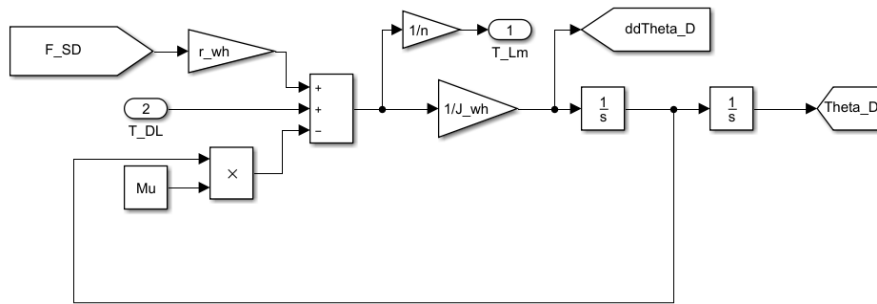 F_SD
r_wh
1/n
1
T_Lm
ddTheta_D
+
+
−
2
T_DL
1/J_wh
1
s
1
s
Theta_D
Mu
×